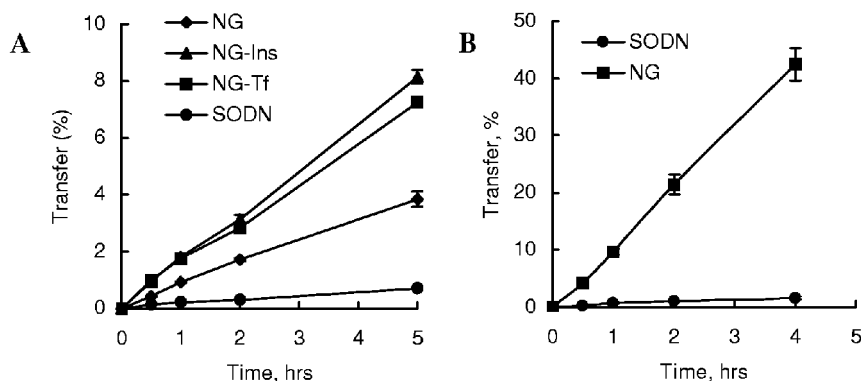 A
NG
NG-Ins
NG-Tf
SODN
Transfer (%)
10
8
6
4
2
0
0 1 2 3 4 5
Time, hrs
B
SODN
NG
Transfer, %
50
40
30
20
10
0
0 1 2 3 4 5
Time, hrs